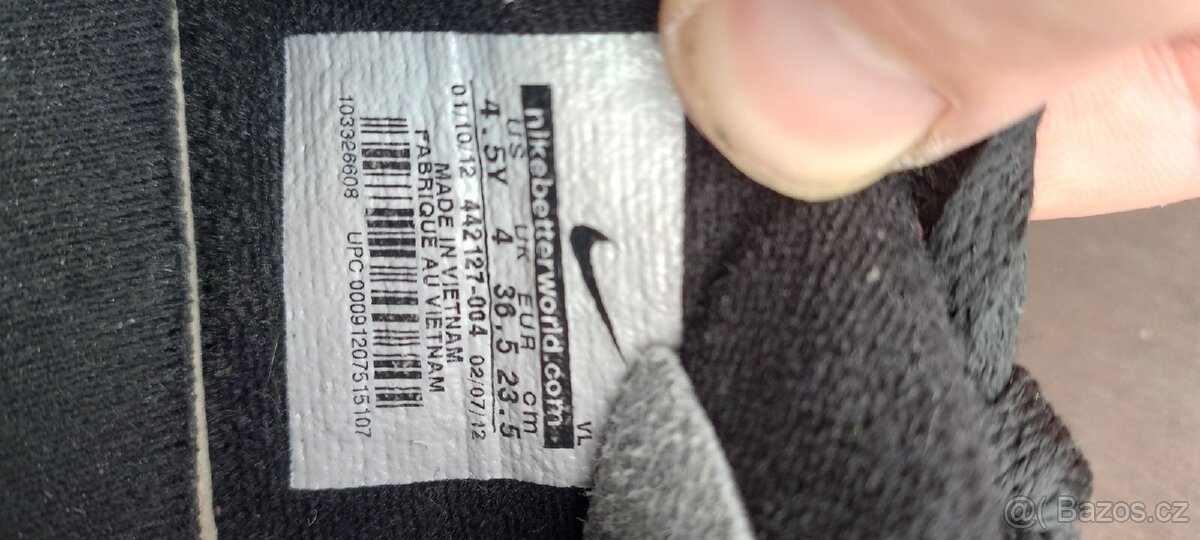 VL
nikebetterworld.com
US UK EUR cm
4.5Y 4 36.5 23.5
01/10/12 442127-004 02/07/12
MADE IN VIETNAM
FABRIQUE AU VIETNAM
103326608 UPC 00091207515107
@( Bazos.cz